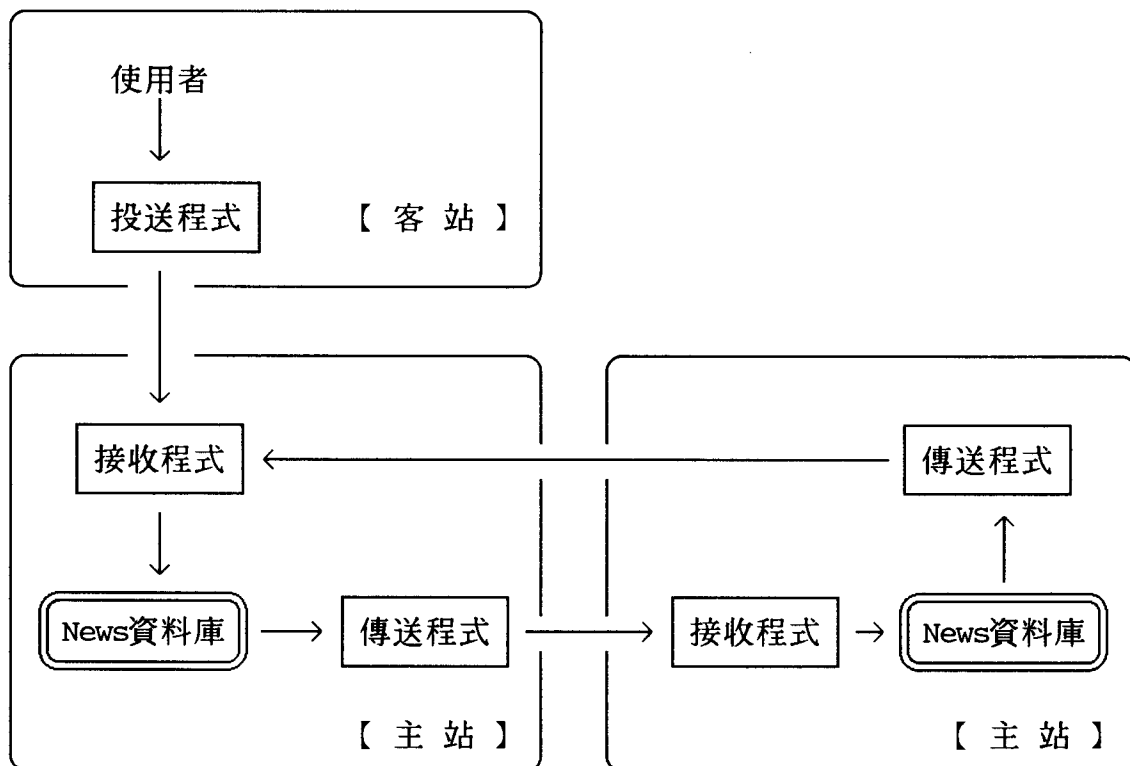 使用者
投送程式
【 客 站 】
接收程式
傳送程式
News資料庫
傳送程式
接收程式
News資料庫
【 主 站 】
【 主 站 】